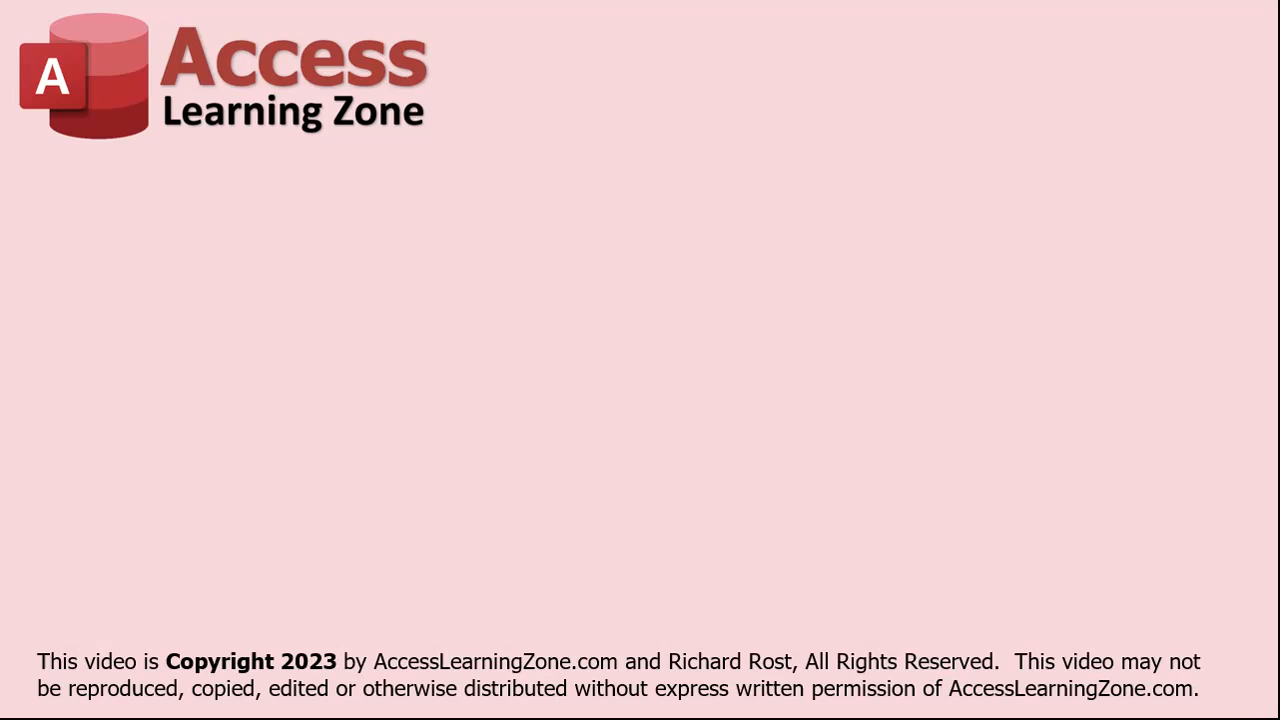 A
Access
Learning Zone
This video is Copyright 2023 by AccessLearningZone.com and Richard Rost, All Rights Reserved.  This video may not
be reproduced, copied, edited or otherwise distributed without express written permission of AccessLearningZone.com.